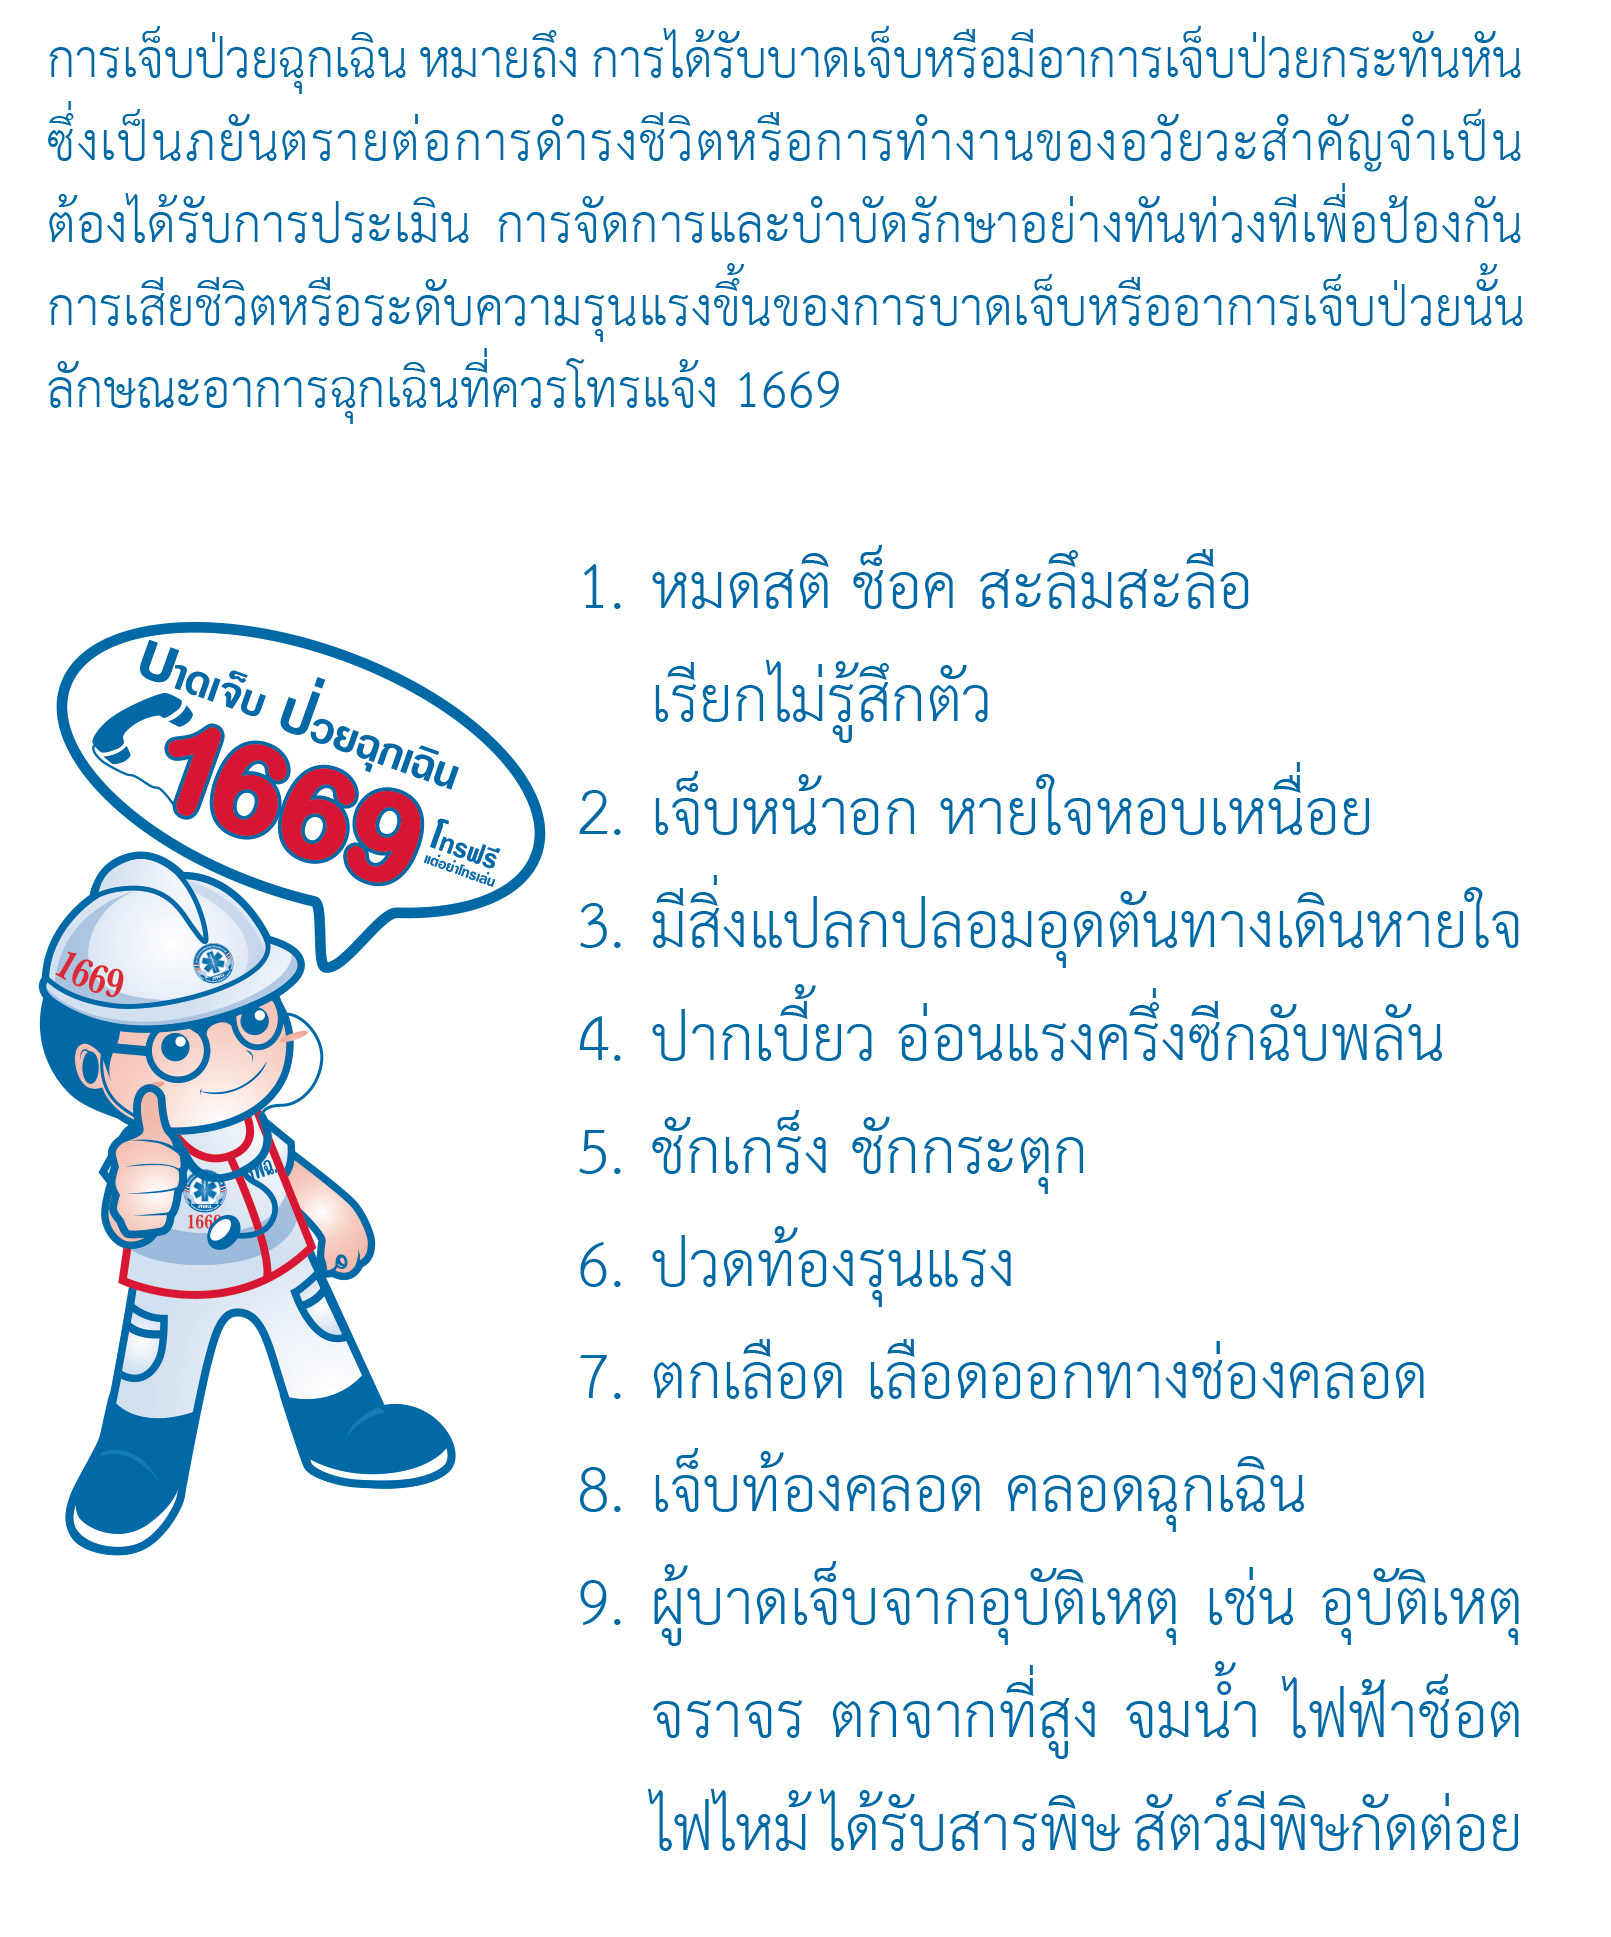 การเจ็บป่วยฉุกเฉิน หมายถึง การได้รับบาดเจ็บหรือมีอาการเจ็บป่วยกระทันหัน
ซึ่งเป็นภยันตรายต่อการดำรงชีวิตหรือการทำงานของอวัยวะสำคัญจำเป็น
ต้องได้รับการประเมิน การจัดการและบำบัดรักษาอย่างทันท่วงทีเพื่อป้องกัน
การเสียชีวิตหรือระดับความรุนแรงขึ้นของการบาดเจ็บหรืออาการเจ็บป่วยนั้น
ลักษณะอาการฉุกเฉินที่ควรโทรแจ้ง 1669
บาดเจ็บ ป่วยฉุกเฉิน
1669
โทรฟรี
แต่อย่าโทรเล่น
1669
1669
1. หมดสติ ช็อค สะลึมสะลือ
เรียกไม่รู้สึกตัว
2. เจ็บหน้าอก หายใจหอบเหนื่อย
3. มีสิ่งแปลกปลอมอุดตันทางเดินหายใจ
4. ปากเบี้ยว อ่อนแรงครึ่งซีกฉับพลัน
5. ชักเกร็ง ชักกระตุก
6. ปวดท้องรุนแรง
7. ตกเลือด เลือดออกทางช่องคลอด
8. เจ็บท้องคลอด คลอดฉุกเฉิน
9. ผู้บาดเจ็บจากอุบัติเหตุ เช่น อุบัติเหตุ
จราจร ตกจากที่สูง จมน้ำ ไฟฟ้าช็อต
ไฟไหม้ ได้รับสารพิษ สัตว์มีพิษกัดต่อย